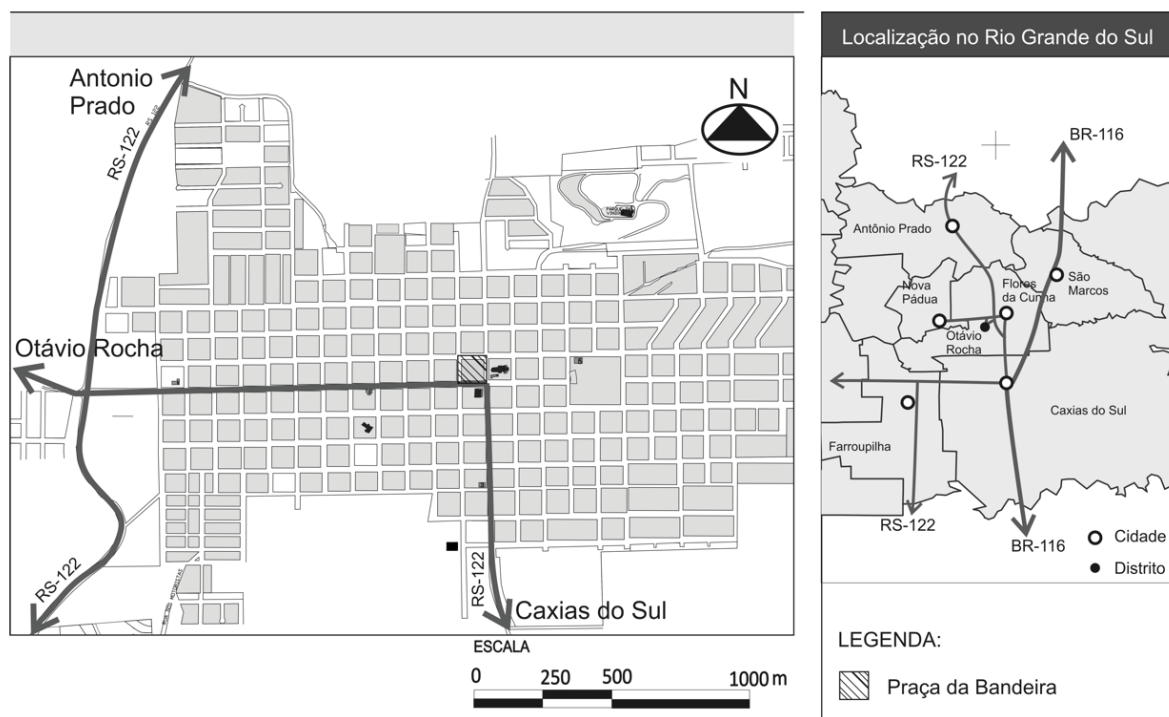 Antonio
Prado
RS-122
N
Otávio Rocha
RS-122
RS-122
Caxias do Sul
ESCALA
0 250 500 1000 m
Localização no Rio Grande do Sul
BR-116
RS-122
Antônio Prado
Nova
Pádua
Flores
da Cunha
São
Marcos
Otávio
Rocha
Caxias do Sul
Farroupilha
RS-122
BR-116
Cidade
Distrito
LEGENDA:
Praça da Bandeira